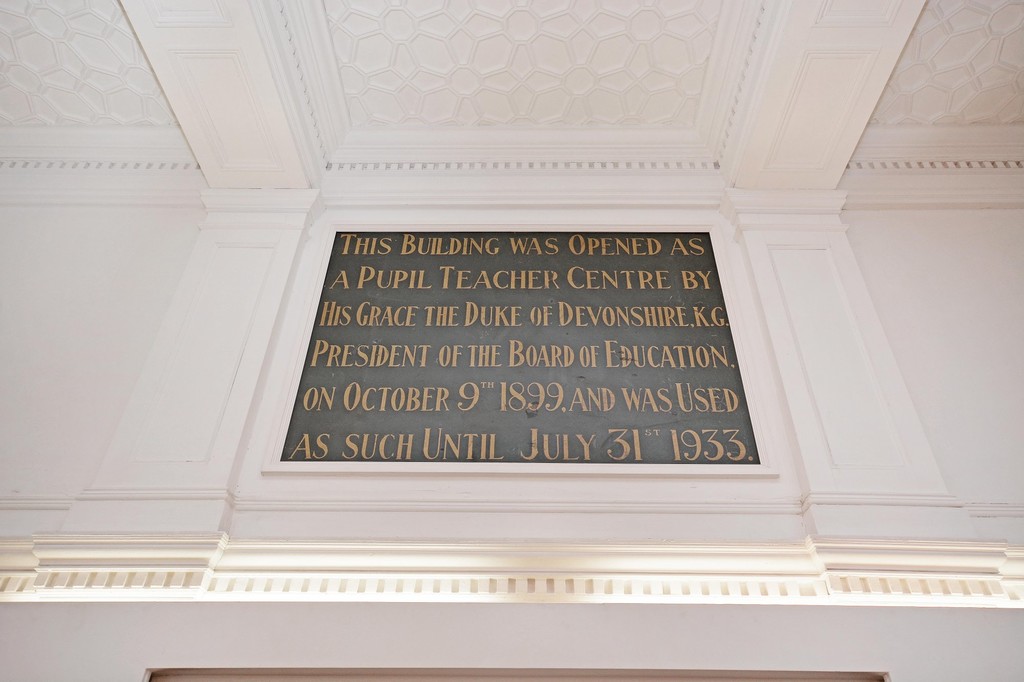 This Building was Opened as
a Pupil Teacher Centre by
His Grace the Duke of Devonshire, K.G.
President of the Board of Education,
on October 9th 1899, and was Used
as such Until July 31st 1933.